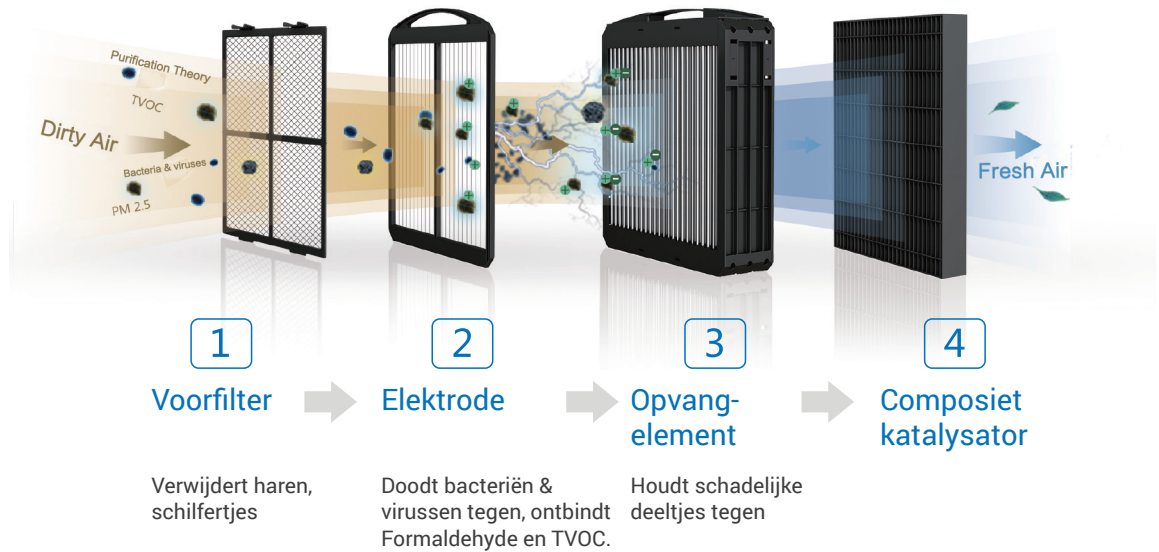 Purification Theory
TVOC
Dirty Air
Bacteria & viruses
PM 2.5
Fresh Air
1
Voorfilter
Verwijdert haren,
schilfertjes
2
Elektrode
Doodt bacteriën &
virussen tegen, ontbindt
Formaldehyde en TVOC.
3
Opvang-
element
Houdt schadelijke
deeltjes tegen
4
Composiet
katalysator